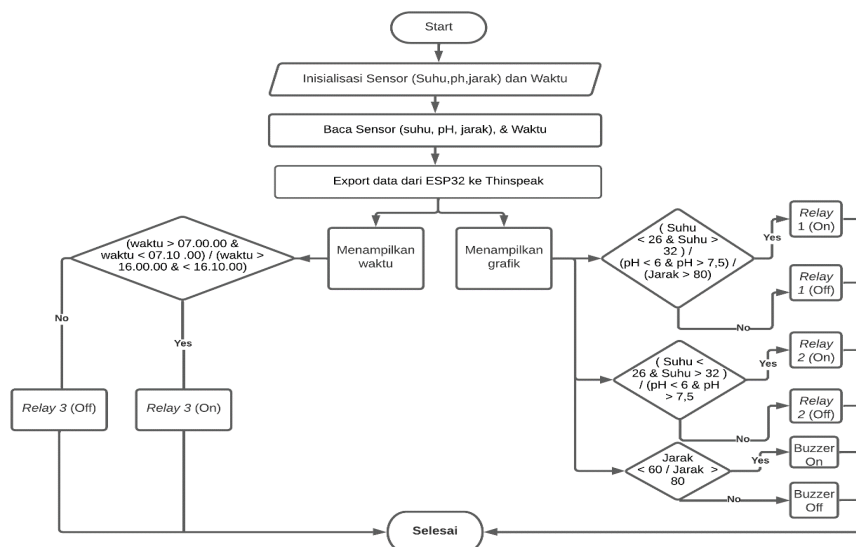 Start
Inisialisasi Sensor (Suhu,ph,jarak) dan Waktu
Baca Sensor (suhu, pH, jarak), & Waktu
Export data dari ESP32 ke Thinspeak
Menampilkan
waktu
Menampilkan
grafik
(waktu > 07.00.00 &
waktu < 07.10 .00) / (waktu >
16.00.00 & < 16.10.00)
No
Yes
Relay 3 (Off)
Relay 3 (On)
( Suhu
< 26 & Suhu >
32 ) /
(pH < 6 & pH > 7,5) /
(Jarak > 80)
Yes
Relay
1 (On)
No
Relay
1 (Off)
( Suhu <
26 & Suhu > 32 )
/ (pH < 6 & pH
> 7,5
Yes
Relay
2 (On)
No
Relay
2 (Off)
Jarak
< 60 / Jarak >
80
Yes
Buzzer
On
No
Buzzer
Off
Selesai